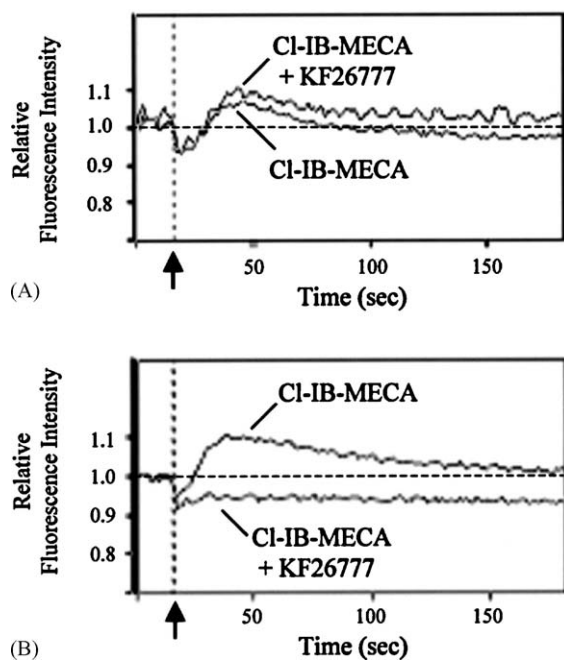 Cl-IB-MECA
+ KF26777
Relative
Fluorescence Intensity
1.1
1.0
0.9
0.8
Cl-IB-MECA
50
100
150
Time (sec)
(A)
Relative
Fluorescence Intensity
1.1
1.0
0.9
0.8
Cl-IB-MECA
Cl-IB-MECA
+ KF26777
50
100
150
Time (sec)
(B)